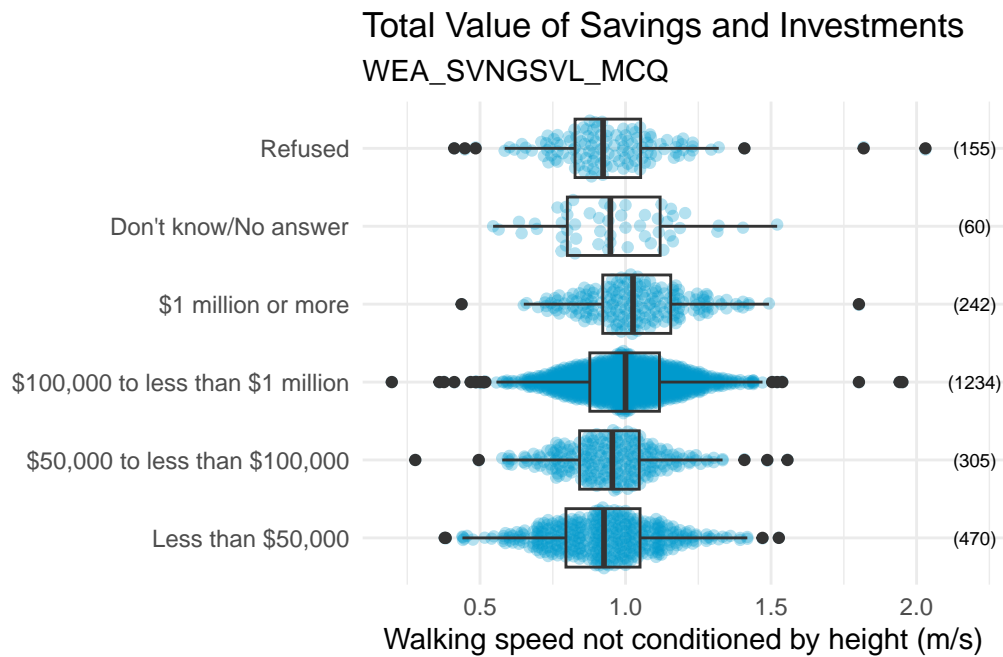 Total Value of Savings and Investments
WEA_SVNGSVL_MCQ
Refused (155)
Don't know/No answer (60)
$1 million or more (242)
$100,000 to less than $1 million (1234)
$50,000 to less than $100,000 (305)
Less than $50,000 (470)
0.5 1.0 1.5 2.0
Walking speed not conditioned by height (m/s)